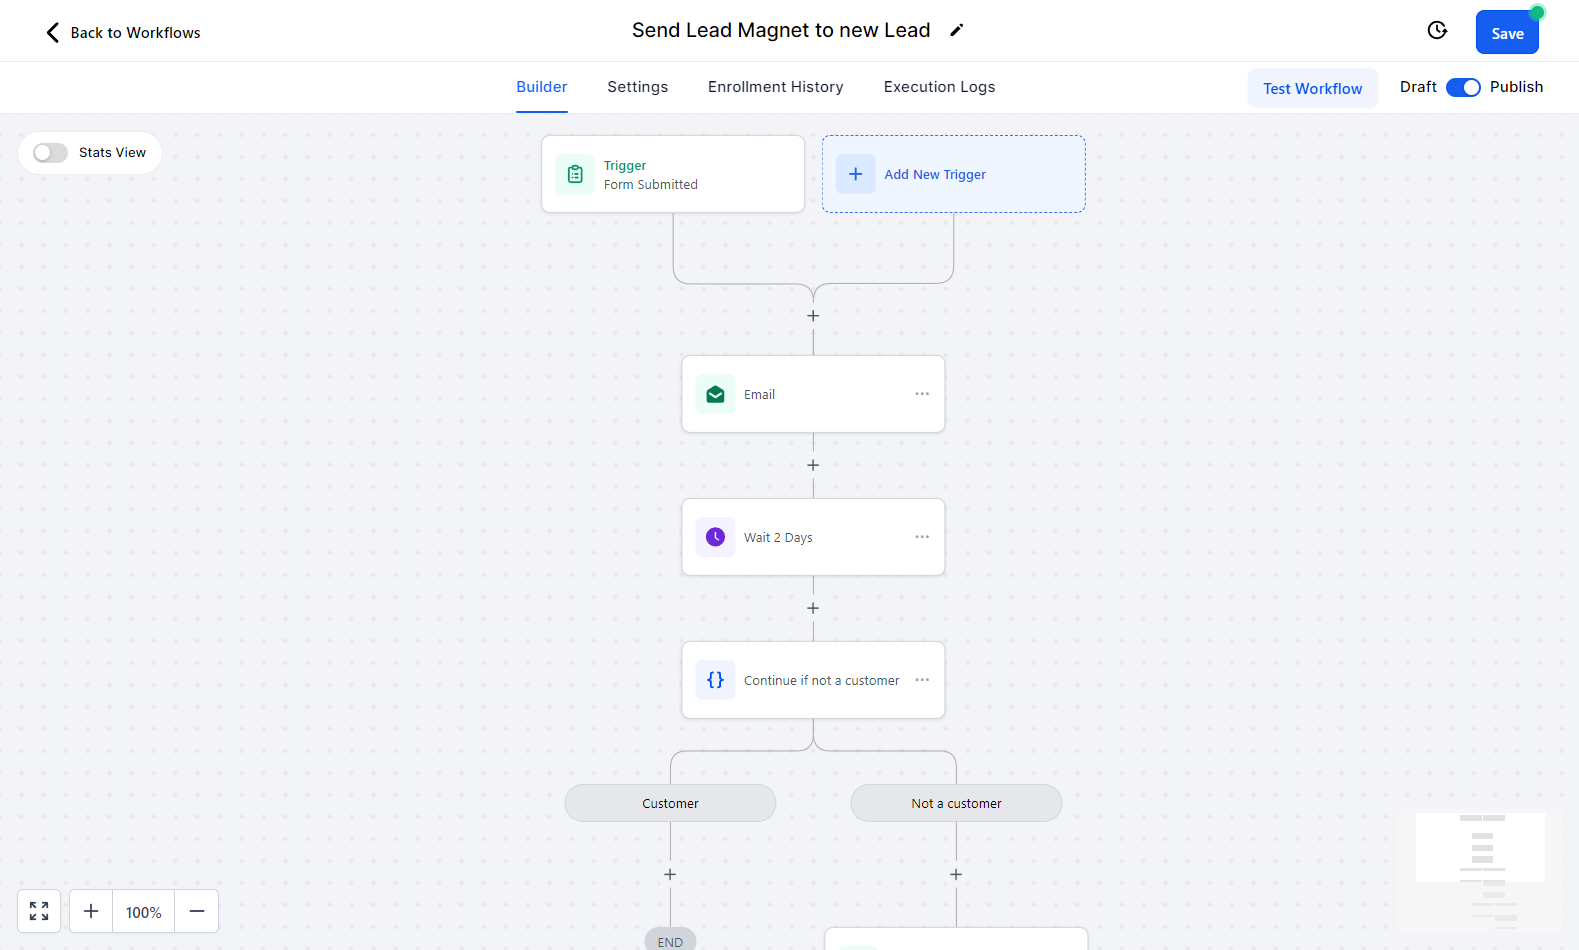 Back to Workflows
Send Lead Magnet to new Lead
Save
Builder
Settings
Enrollment History
Execution Logs
Test Workflow
Draft
Publish
Stats View
Trigger
Form Submitted
Add New Trigger
Email
Wait 2 Days
Continue if not a customer
Customer
Not a customer
100%
END